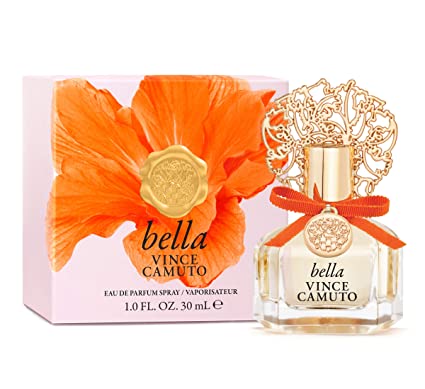 bella
VINCE
CAMUTO
EAU DE PARFUM SPRAY / VAPORISATEUR
1.0 FL. OZ. 30 mL ℮
bella
VINCE
CAMUTO